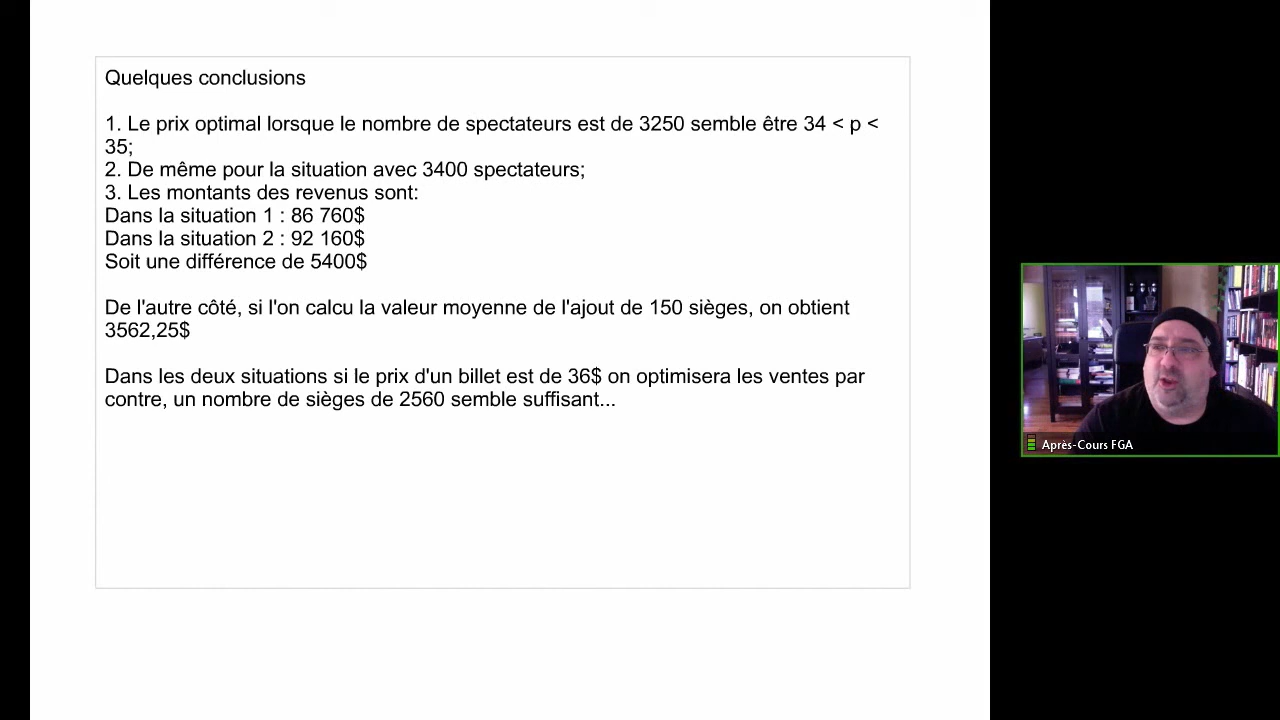 Quelques conclusions
1. Le prix optimal lorsque le nombre de spectateurs est de 3250 semble être 34 < p <
35;
2. De même pour la situation avec 3400 spectateurs;
3. Les montants des revenus sont:
Dans la situation 1 : 86 760$
Dans la situation 2 : 92 160$
Soit une différence de 5400$
De l'autre côté, si l'on calcu la valeur moyenne de l'ajout de 150 sièges, on obtient
3562,25$
Dans les deux situations si le prix d'un billet est de 36$ on optimisera les ventes par
contre, un nombre de sièges de 2560 semble suffisant...
Après-Cours FGA